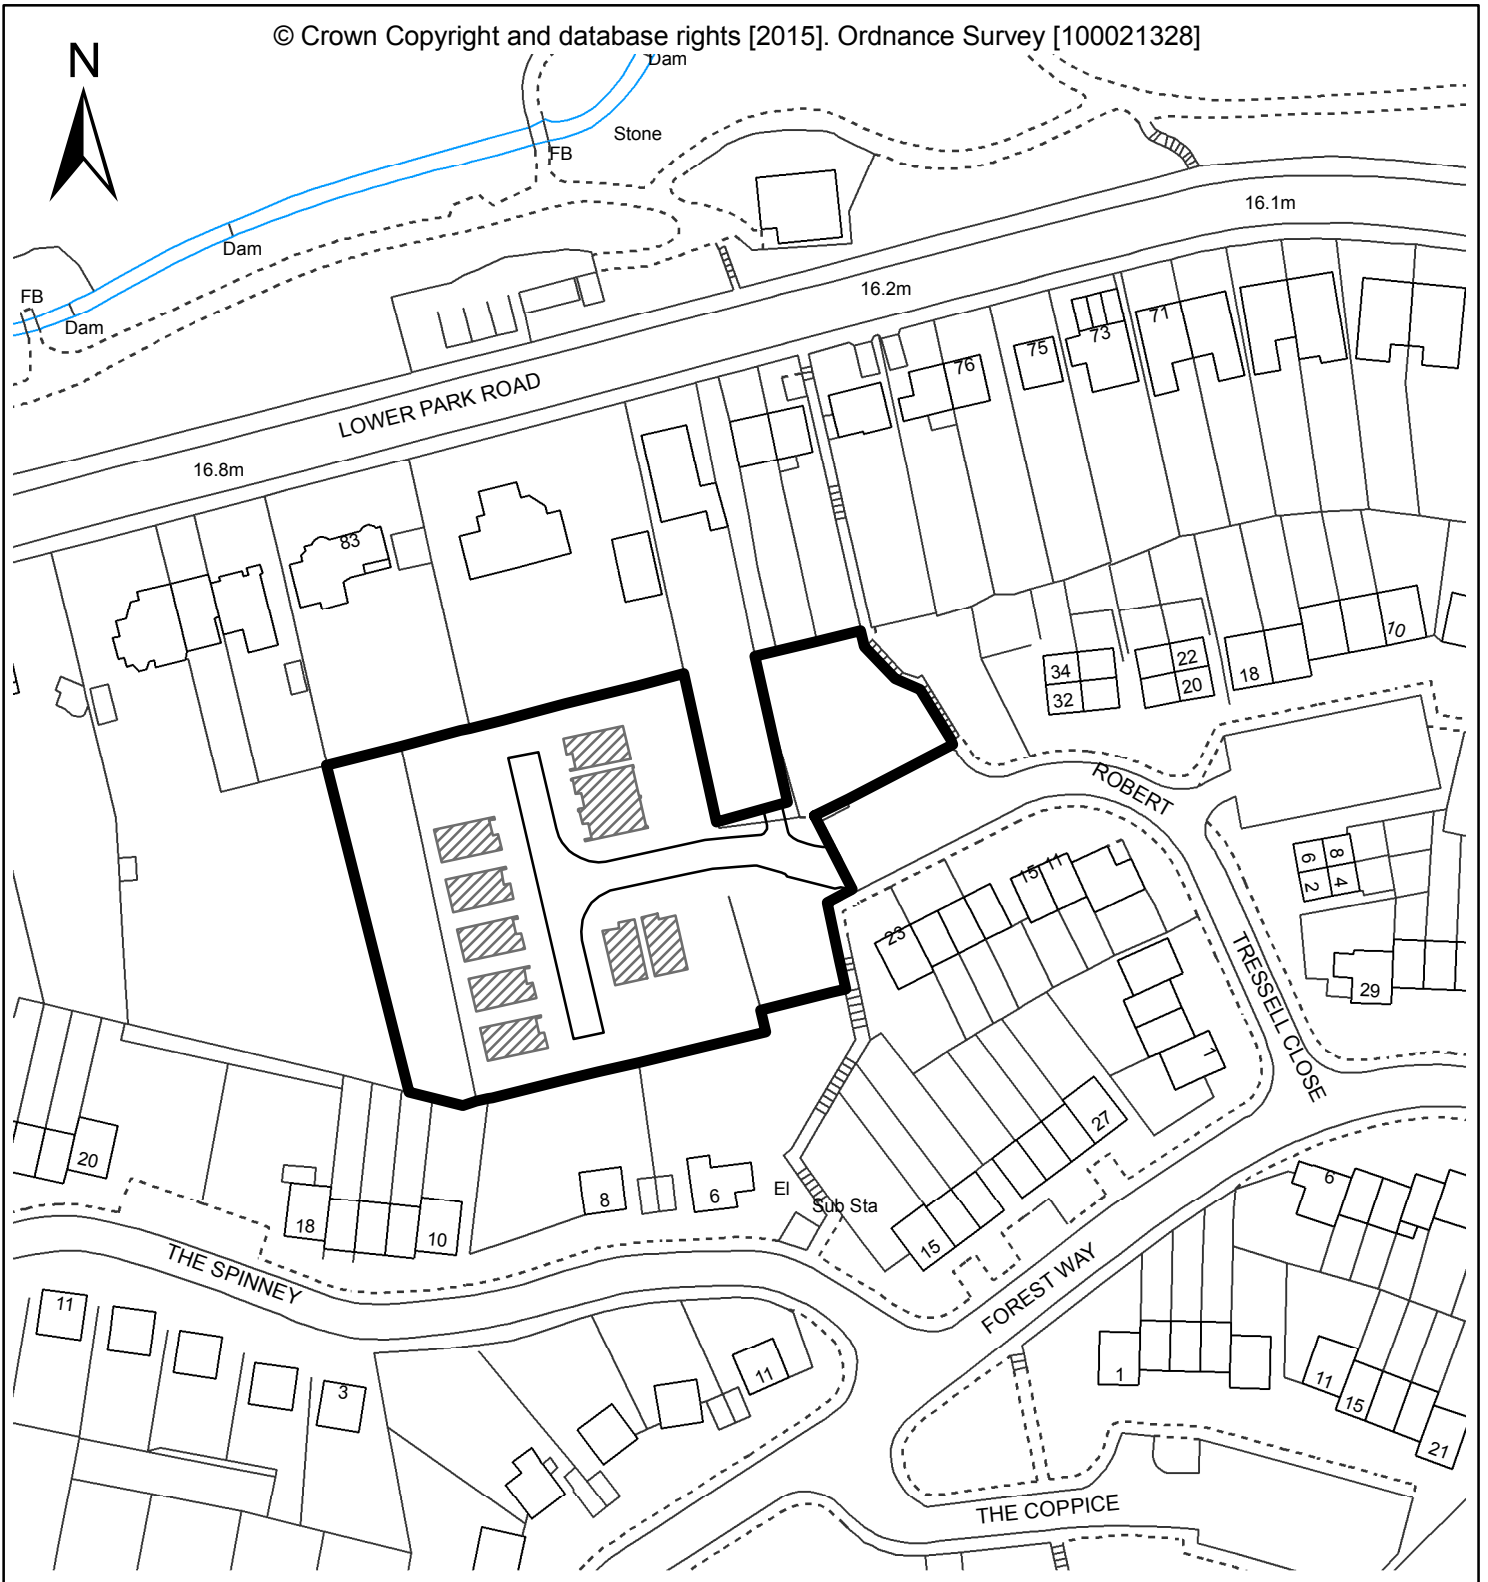 © Crown Copyright and database rights [2015]. Ordnance Survey [100021328]
N
Dam
Stone
FB
16.1m
Dam
16.2m
FB
Dam
71
73
75
76
LOWER PARK ROAD
16.8m
83
10
22
34
18
20
32
ROBERT
8
6
15
11
4
2
23
TRESSELL CLOSE
29
1
27
20
6
8
El
6
Sub Sta
18
10
15
THE SPINNEY
FOREST WAY
11
1
11
3
11
15
21
THE COPPICE